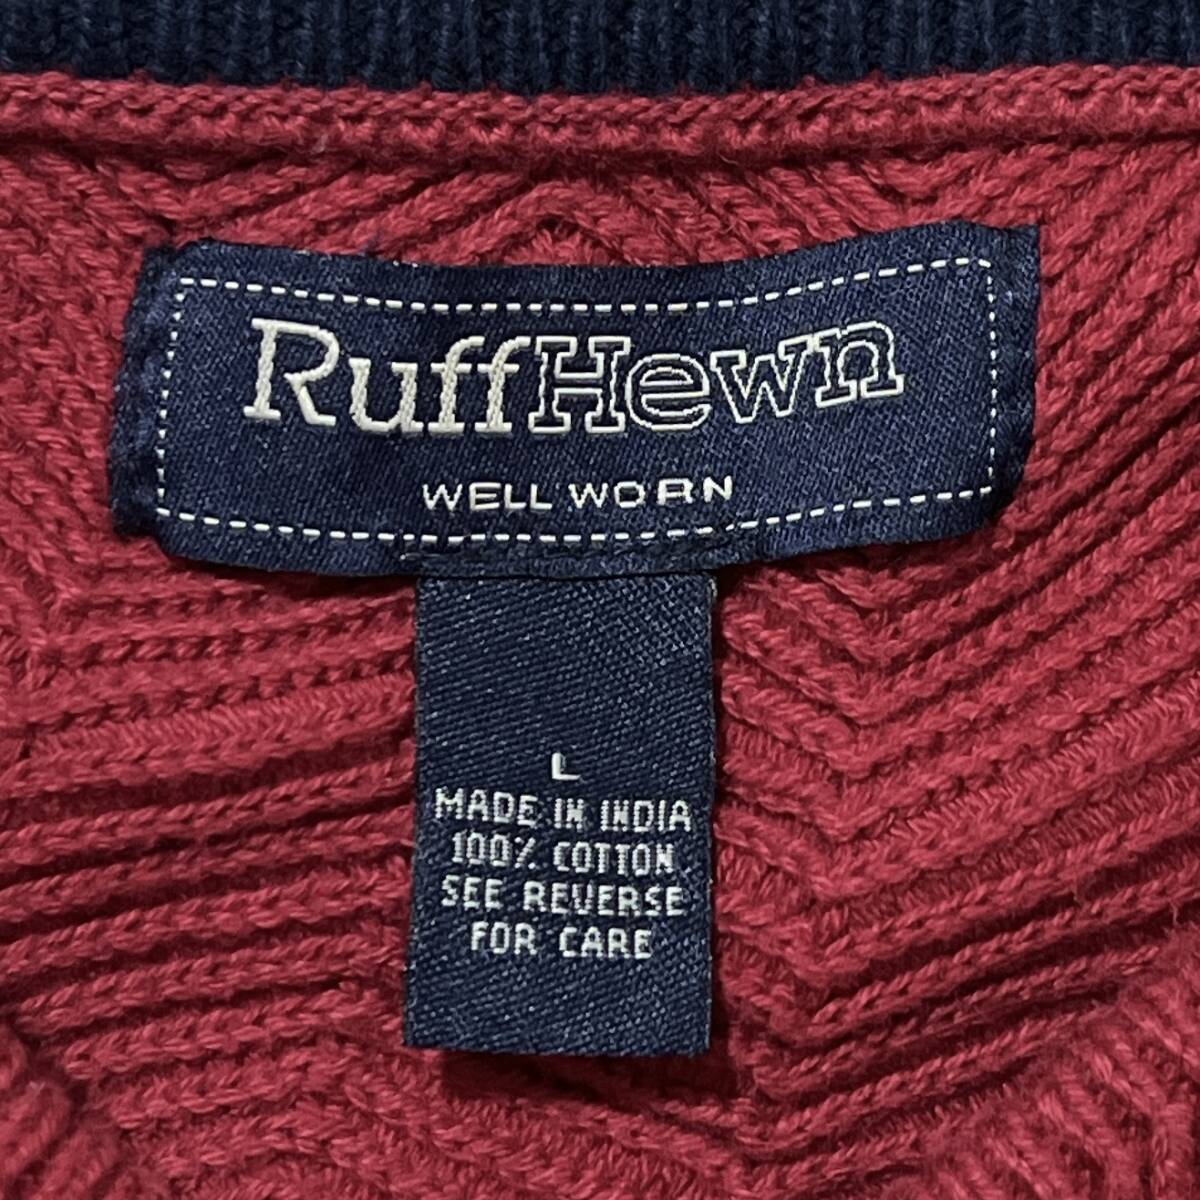 RuffHewn
WELL WORN
L
MADE IN INDIA
100% COTTON
SEE REVERSE
FOR CARE